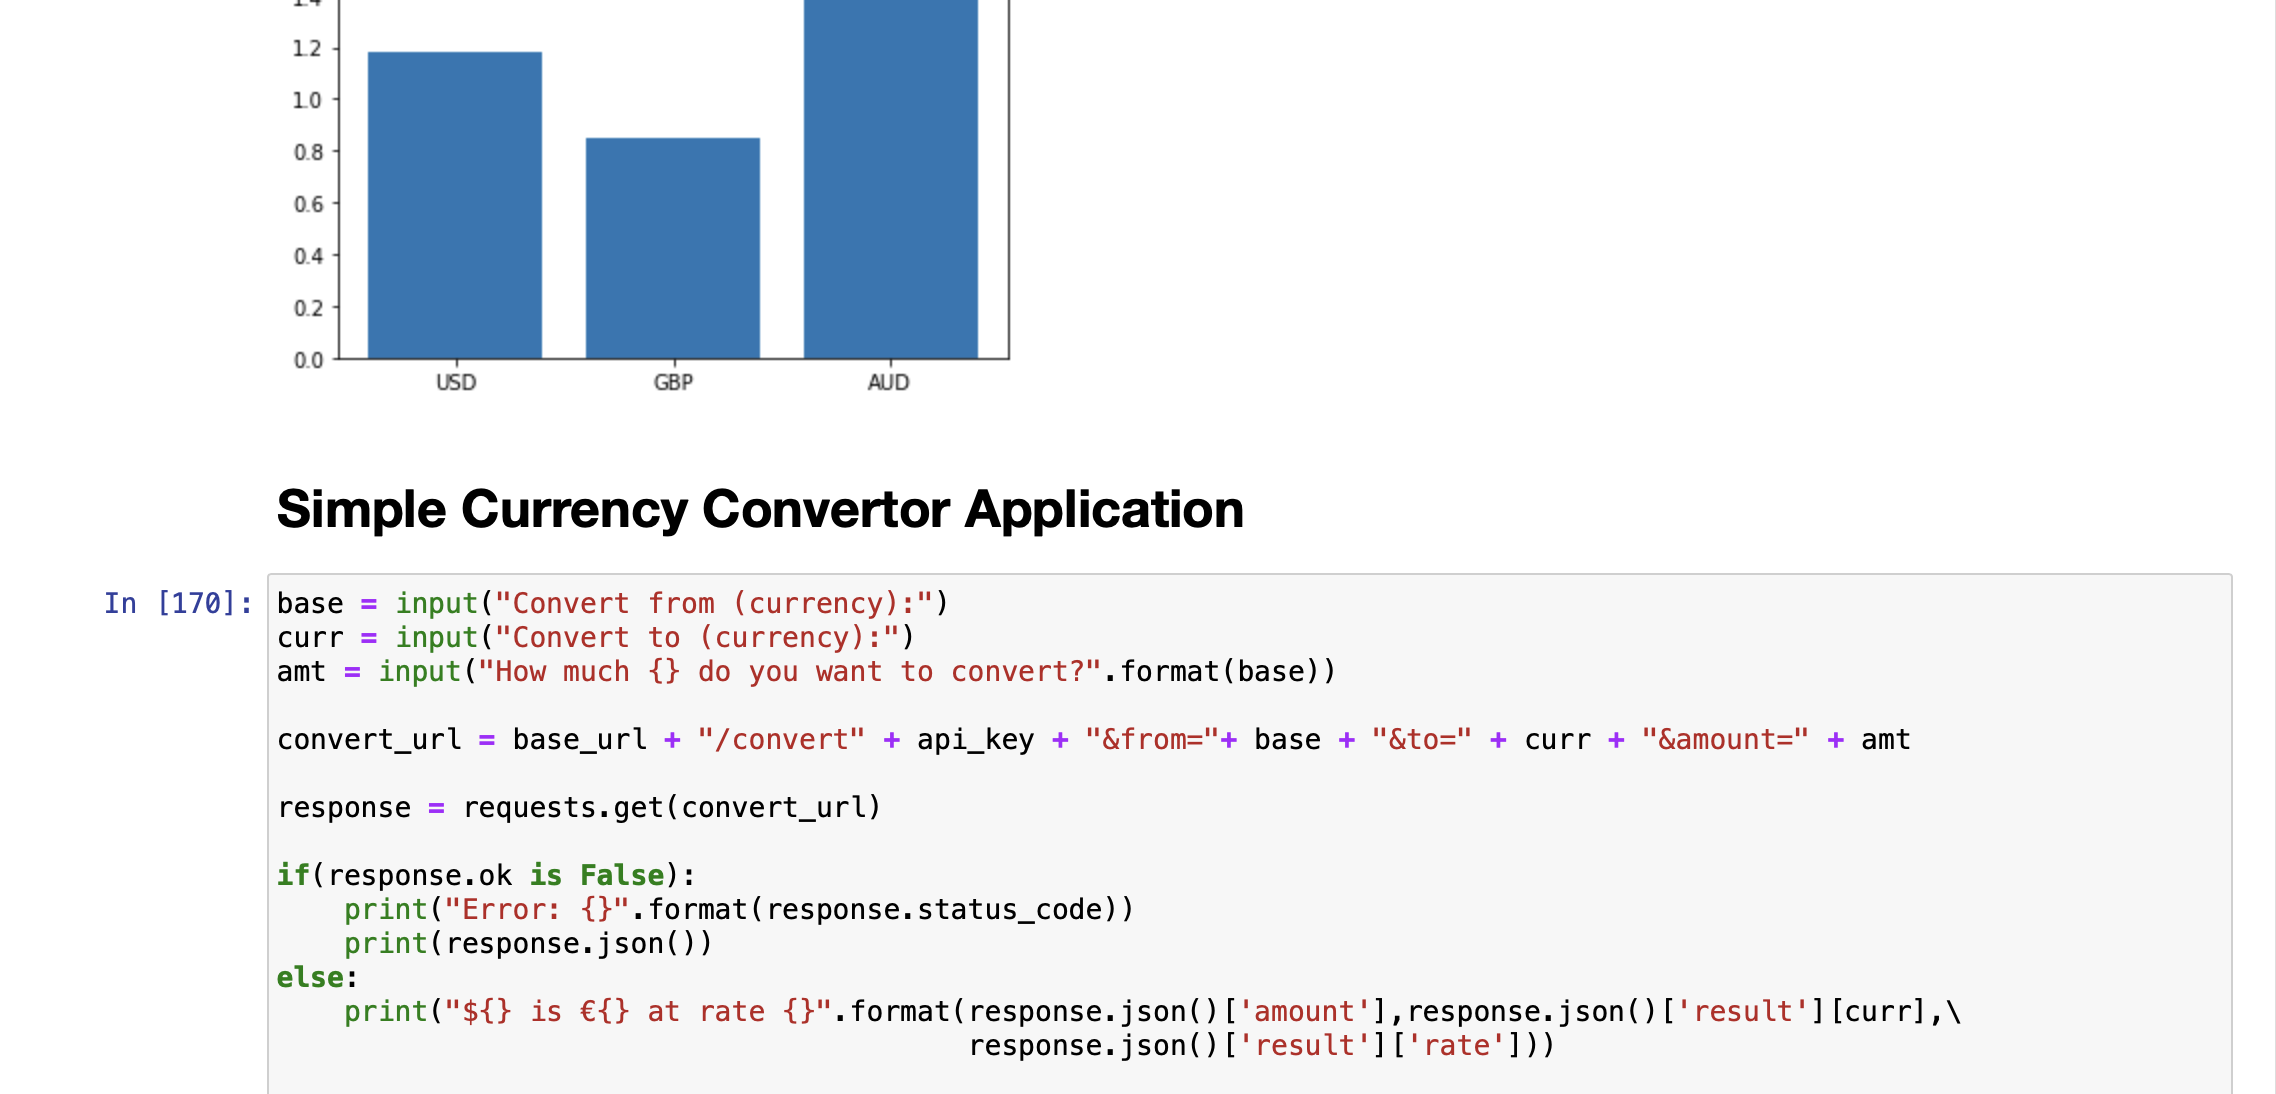 1.4
1.2
1.0
0.8
0.6
0.4
0.2
0.0
USD GBP AUD
Simple Currency Convertor Application
In [170]:
base = input("Convert from (currency):")
curr = input("Convert to (currency):")
amt = input("How much {} do you want to convert?".format(base))
convert_url = base_url + "/convert" + api_key + "&from="+ base + "&to=" + curr + "&amount=" + amt
response = requests.get(convert_url)
if(response.ok is False):
    print("Error: {}".format(response.status_code))
    print(response.json())
else:
    print("${} is €{} at rate {}".format(response.json()['amount'],response.json()['result'][curr],\
                                         response.json()['result']['rate']))